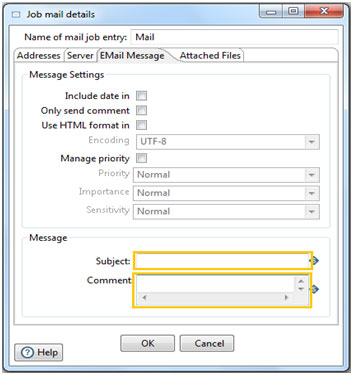 Job mail details
Name of mail job entry: Mail
Addresses Server EMail Message Attached Files
Message Settings
Include date in
Only send comment
Use HTML format in
Encoding UTF-8
Manage priority
Priority Normal
Importance Normal
Sensitivity Normal
Message
Subject:
Comment
OK Cancel
Help